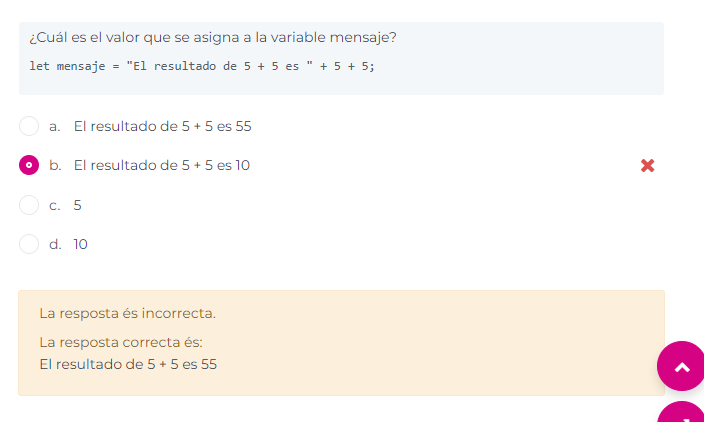 ¿Cuál es el valor que se asigna a la variable mensaje?
let mensaje = "El resultado de 5 + 5 es " + 5 + 5;
a. El resultado de 5 + 5 es 55
b. El resultado de 5 + 5 es 10
c. 5
d. 10
La resposta és incorrecta.
La resposta correcta és:
El resultado de 5 + 5 es 55